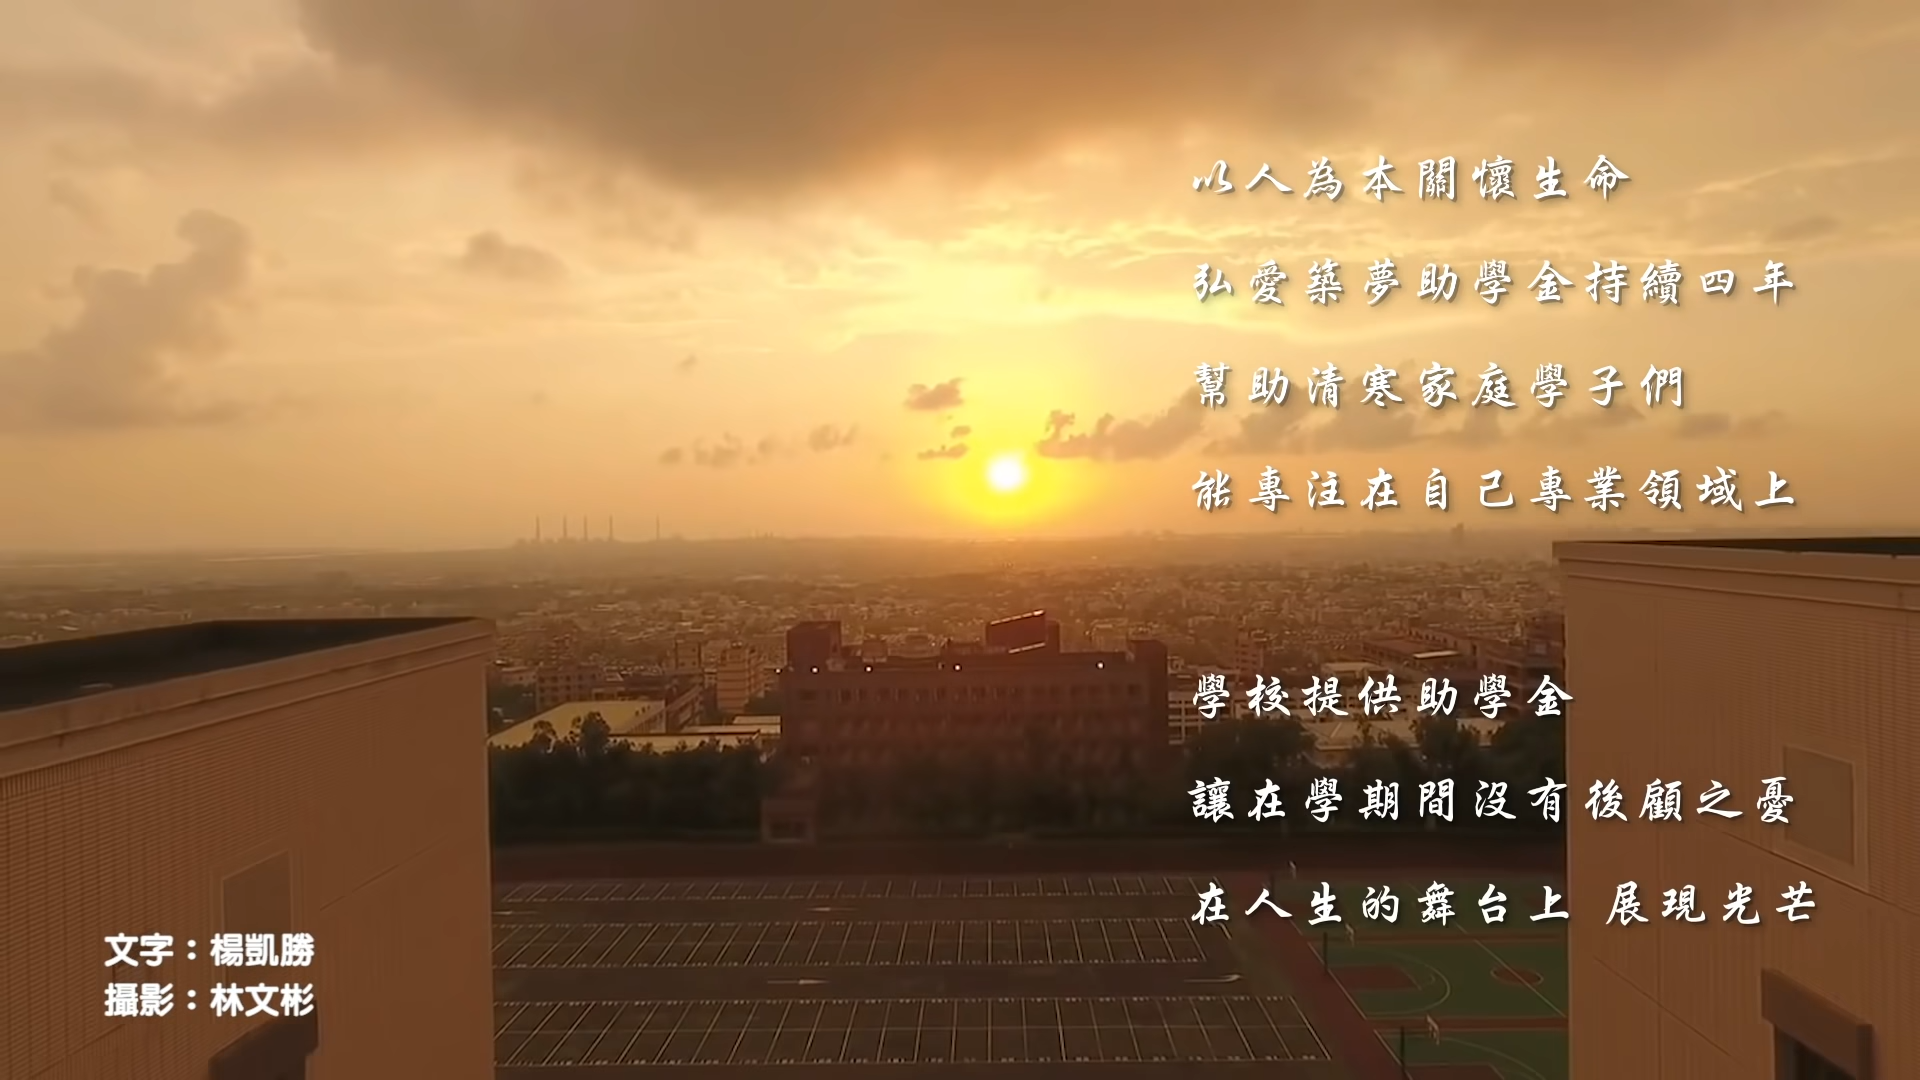 以人為本關懷生命
弘愛築夢助學金持續四年
幫助清寒家庭學子們
能專注在自己專業領域上
學校提供助學金
讓在學期間沒有後顧之憂
在人生的舞台上 展現光芒
文字：楊凱勝
攝影：林文彬